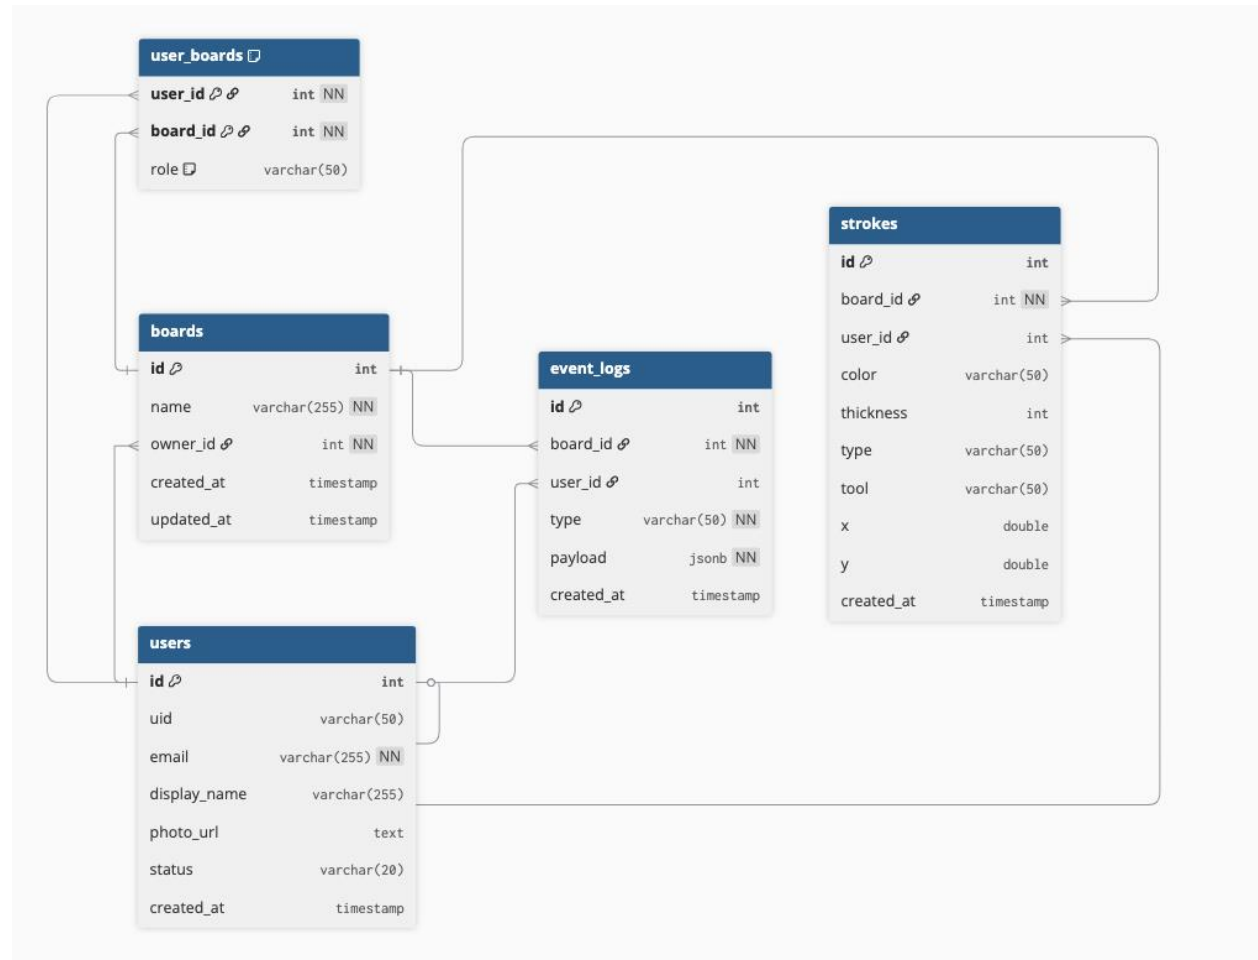 user_boards
user_id int NN
board_id int NN
role varchar(50)
boards
id int
name varchar(255) NN
owner_id int NN
created_at timestamp
updated_at timestamp
users
id int
uid varchar(50)
email varchar(255) NN
display_name varchar(255)
photo_url text
status varchar(20)
created_at timestamp
event_logs
id int
board_id int NN
user_id int
type varchar(50) NN
payload jsonb NN
created_at timestamp
strokes
id int
board_id int NN
user_id int
color varchar(50)
thickness int
type varchar(50)
tool varchar(50)
x double
y double
created_at timestamp